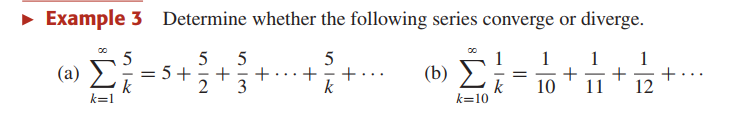 ▶ Example 3 Determine whether the following series converge or diverge.
(a) $\sum_{k=1}^{\infty} \frac{5}{k} = 5 + \frac{5}{2} + \frac{5}{3} + \cdots + \frac{5}{k} + \cdots$ (b) $\sum_{k=10}^{\infty} \frac{1}{k} = \frac{1}{10} + \frac{1}{11} + \frac{1}{12} + \cdots$